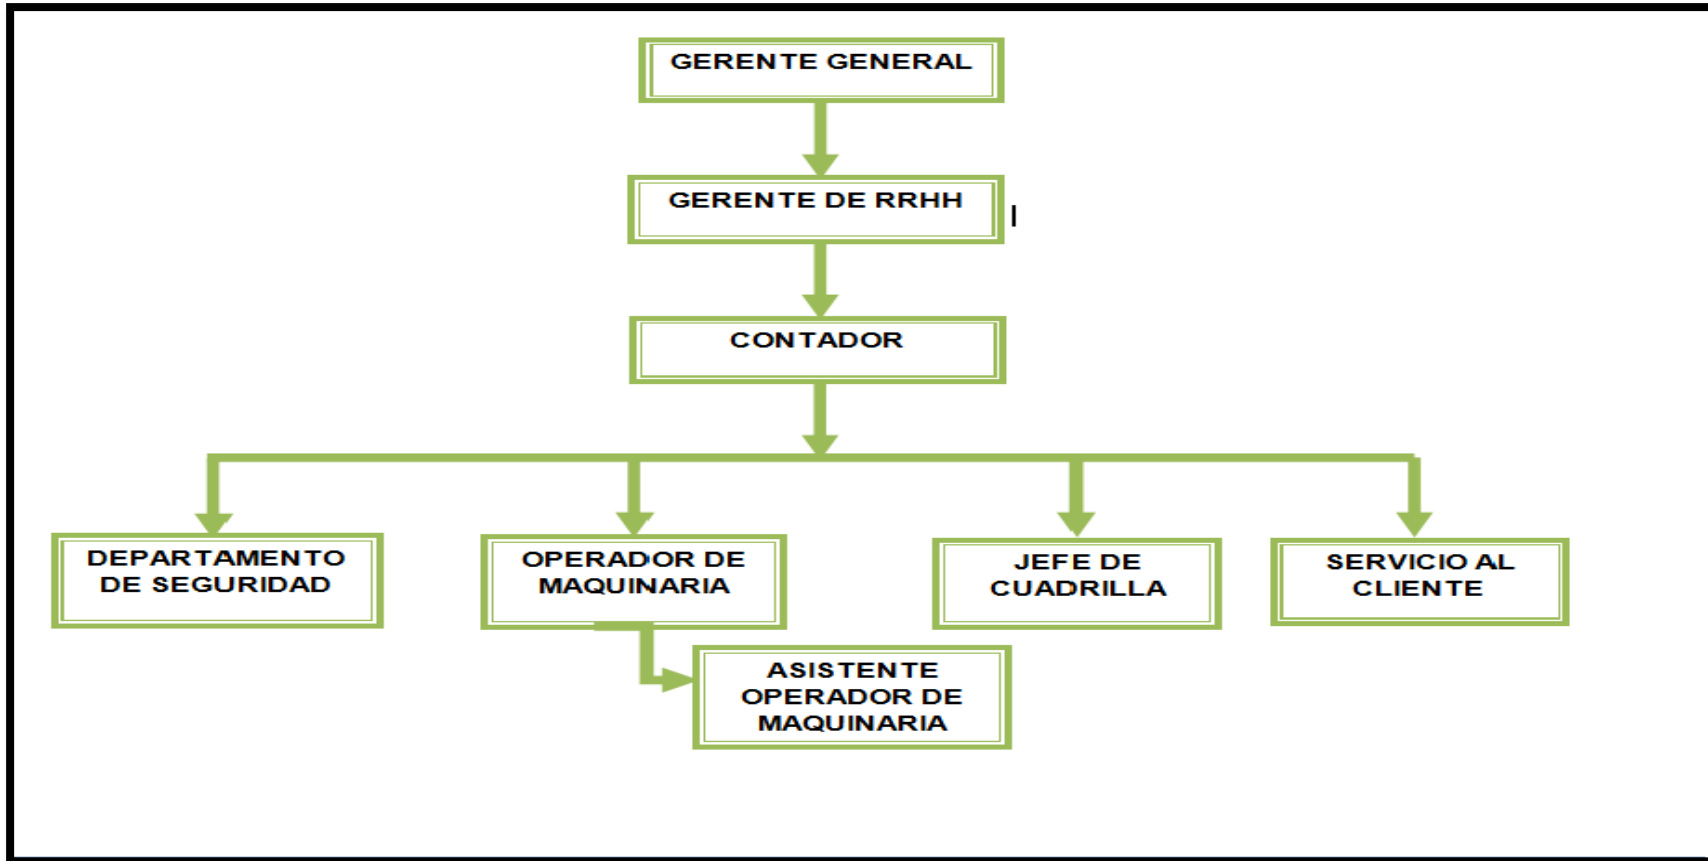 GERENTE GENERAL
GERENTE DE RRHH
CONTADOR
DEPARTAMENTO
DE SEGURIDAD
OPERADOR DE
MAQUINARIA
JEFE DE
CUADRILLA
SERVICIO AL
CLIENTE
ASISTENTE
OPERADOR DE
MAQUINARIA